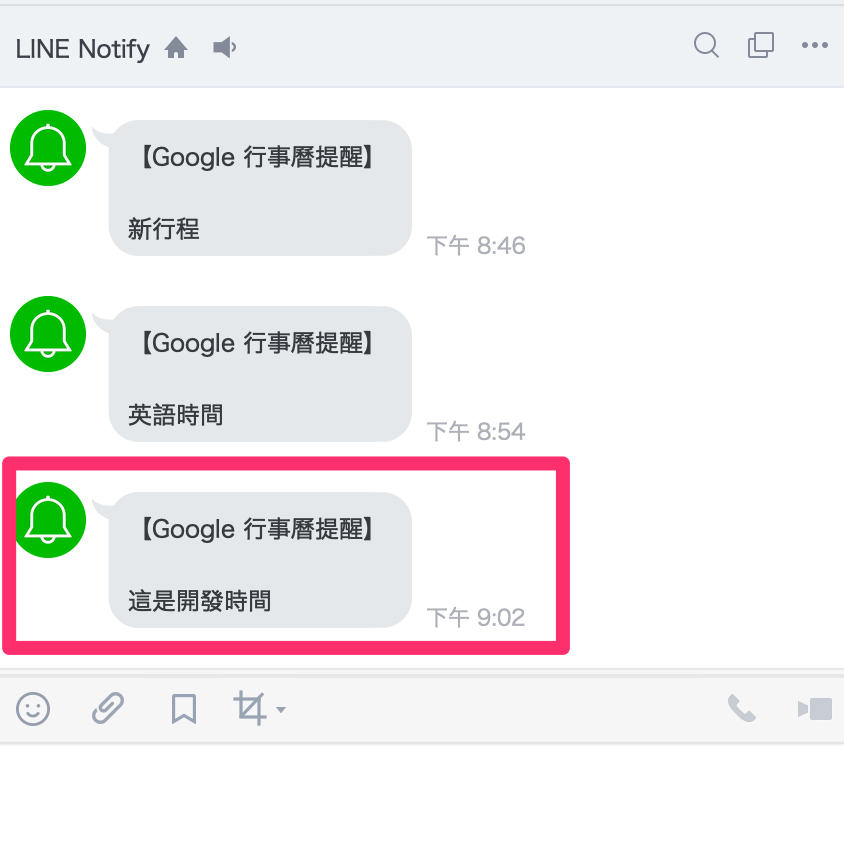 LINE Notify
【Google 行事曆提醒】
新行程
下午 8:46
【Google 行事曆提醒】
英語時間
下午 8:54
【Google 行事曆提醒】
這是開發時間
下午 9:02